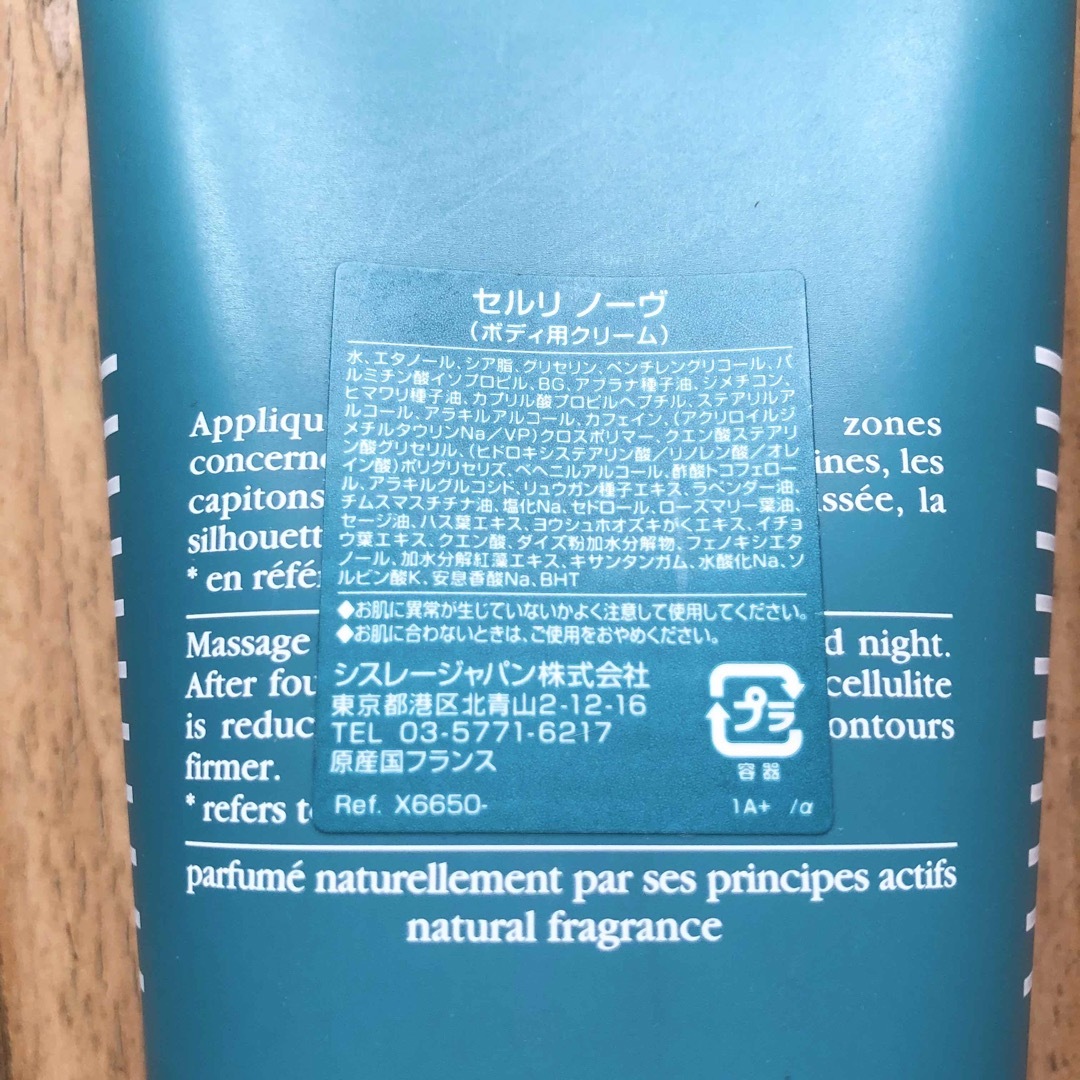 セルリ ノーヴ
(ボディ用クリーム)
水、エタノール、シア脂、グリセリン、ペンチレングリコール、パ
ルミチン酸イソプロピル、BG、アブラナ種子油、ジメチコン、
ヒマワリ種子油、カプリル酸プロピルヘプチル、ステアリルア
ルコール、アラキルアルコール、カフェイン、(アクリロイルジ
メチルタウリンNa/VP)クロスポリマー、クエン酸ステアリ
ン酸グリセリル、(ヒドロキシステアリン酸/リノレン酸/オレ
イン酸)ポリグリセリズ、ベヘニルアルコール、酢酸トコフェロー
ル、アラキルグルコシド、リュウガン種子エキス、ラベンダー油、
チムスマスチチナ油、塩化Na、セドロール、ローズマリー葉油、
セージ油、ハス葉エキス、ヨウシュホオズキがくエキス、イチョ
ウ葉エキス、クエン酸、ダイズ粉加水分解物、フェノキシエタ
ノール、加水分解紅藻エキス、キサンタンガム、水酸化Na、ソ
ルビン酸K、安息香酸Na、BHT
◆お肌に異常が生じていないかよく注意して使用してください。
◆お肌に合わないときは、ご使用をおやめください。
シスレージャパン株式会社
東京都港区北青山2-12-16
TEL 03-5771-6217
原産国フランス
プラ
容器
Ref. X6650- 1A+ /α
Appliqu zones
concern ines, les
capitons ssée, la
silhouett
* en réfé
Massage d night.
After fou cellulite
is reduc ontours
firmer.
* refers t
parfumé naturellement par ses principes actifs
natural fragrance